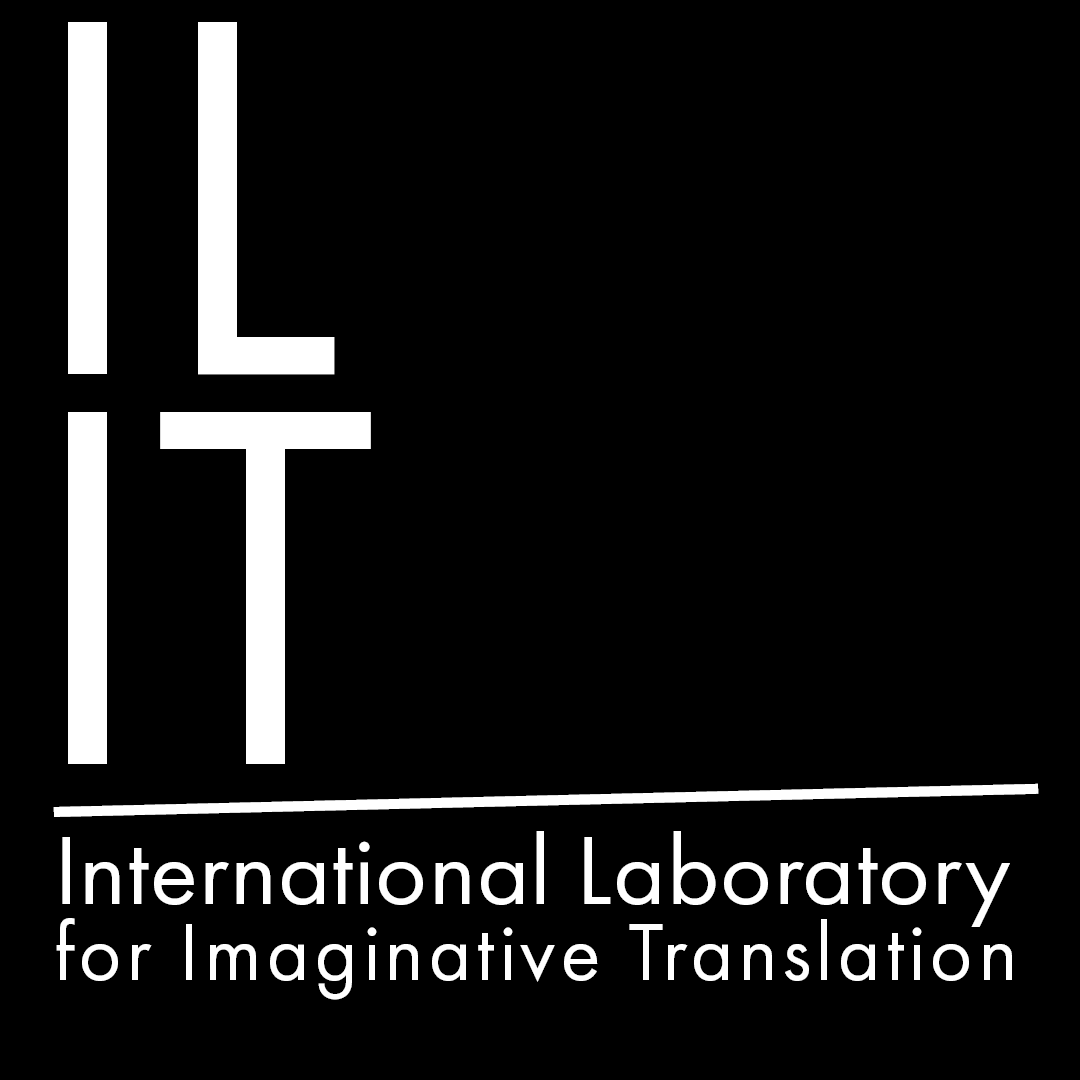 IL
IT
International Laboratory
for Imaginative Translation